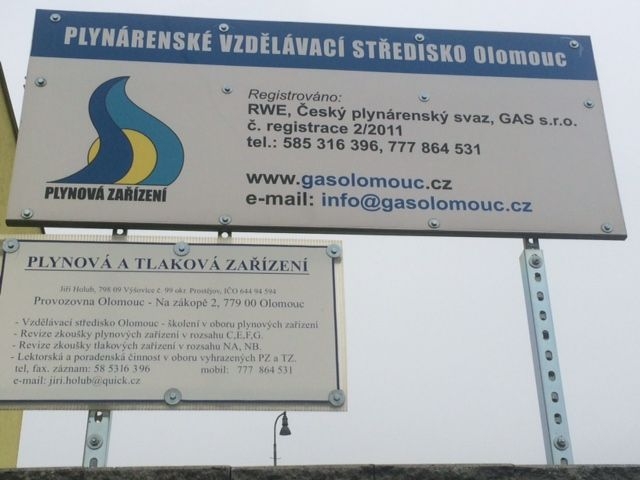 PLYNÁRENSKÉ VZDĚLÁVACÍ STŘEDISKO Olomouc
Registrováno:
RWE, Český plynárenský svaz, GAS s.r.o.
č. registrace 2/2011
tel.: 585 316 396, 777 864 531
PLYNOVÁ ZAŘÍZENÍ
www.gasolomouc.cz
e-mail: info@gasolomouc.cz
PLYNOVÁ A TLAKOVÁ ZAŘÍZENÍ
Jiří Holub, 798 09 Výšovice č. 99 okr. Prostějov, IČO 644 94 594
Provozovna Olomouc - Na zákopě 2, 779 00 Olomouc
- Vzdělávací středisko Olomouc - školení v oboru plynových zařízení
- Revize zkoušky plynových zařízení v rozsahu C,E,F,G.
- Revize zkoušky tlakových zařízení v rozsahu NA, NB.
- Lektorská a poradenská činnost v oboru vyhrazených PZ a TZ.
tel, fax. záznam: 58 5316 396 mobil: 777 864 531
e-mail: jiri.holub@quick.cz